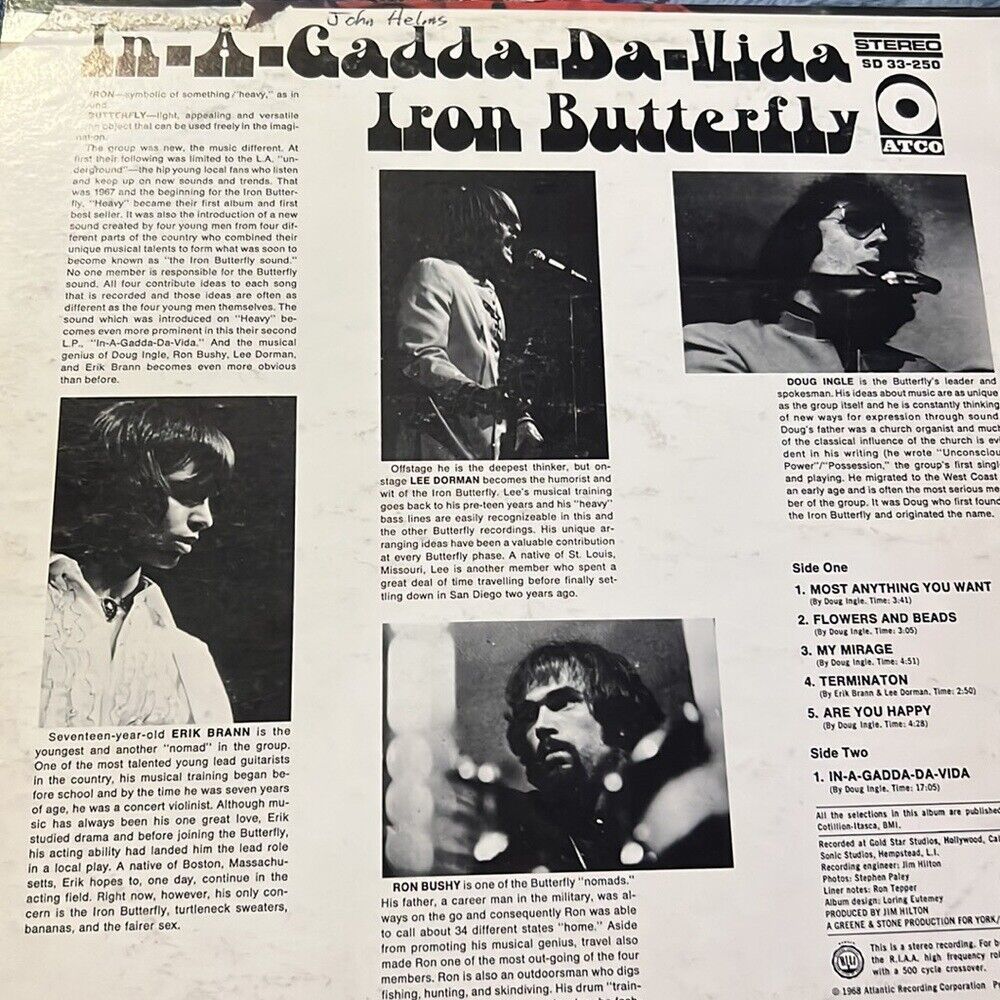 John Helms
In-A-Gadda-Da-Vida
Iron Butterfly
STEREO
SD 33-250
ATCO
IRON—symbolic of something "heavy," as in
sound.
BUTTERFLY—light, appealing and versatile
object that can be used freely in the imagi-
nation.
The group was new, the music different. At
first their following was limited to the L.A. "un-
derground"—the hip young local fans who listen
and keep up on new sounds and trends. That
was 1967 and the beginning for the Iron Butter-
fly. "Heavy" became their first album and first
best seller. It was also the introduction of a new
sound created by four young men from four dif-
ferent parts of the country who combined their
unique musical talents to form what was soon to
become known as "the Iron Butterfly sound."
No one member is responsible for the Butterfly
sound. All four contribute ideas to each song
that is recorded and those ideas are often as
different as the four young men themselves. The
sound which was introduced on "Heavy" be-
comes even more prominent in this their second
L.P., "In-A-Gadda-Da-Vida." And the musical
genius of Doug Ingle, Ron Bushy, Lee Dorman,
and Erik Brann becomes even more obvious
than before.
Seventeen-year-old ERIK BRANN is the
youngest and another "nomad" in the group.
One of the most talented young lead guitarists
in the country, his musical training began be-
fore school and by the time he was seven years
of age, he was a concert violinist. Although mu-
sic has always been his one great love, Erik
studied drama and before joining the Butterfly,
his acting ability had landed him the lead role
in a local play. A native of Boston, Massachu-
setts, Erik hopes to, one day, continue in the
acting field. Right now, however, his only con-
cern is the Iron Butterfly, turtleneck sweaters,
bananas, and the fairer sex.
Offstage he is the deepest thinker, but on-
stage LEE DORMAN becomes the humorist and
wit of the Iron Butterfly. Lee's musical training
goes back to his pre-teen years and his "heavy"
bass lines are easily recognizeable in this and
the other Butterfly recordings. His unique ar-
ranging ideas have been a valuable contribution
at every Butterfly phase. A native of St. Louis,
Missouri, Lee is another member who spent a
great deal of time travelling before finally set-
tling down in San Diego two years ago.
RON BUSHY is one of the Butterfly "nomads."
His father, a career man in the military, was al-
ways on the go and consequently Ron was able
to call about 34 different states "home." Aside
from promoting his musical genius, travel also
made Ron one of the most out-going of the four
members. Ron is also an outdoorsman who digs
fishing, hunting, and skindiving. His drum "train-
DOUG INGLE is the Butterfly's leader and
spokesman. His ideas about music are as unique
as the group itself and he is constantly thinking
of new ways for expression through sound.
Doug's father was a church organist and much
of the classical influence of the church is evi
dent in his writing (he wrote "Unconsciou
Power"/"Possession," the group's first singl
and playing. He migrated to the West Coast
an early age and is often the most serious me
ber of the group. It was Doug who first found
the Iron Butterfly and originated the name.
Side One
1. MOST ANYTHING YOU WANT
(By Doug Ingle. Time: 3:41)
2. FLOWERS AND BEADS
(By Doug Ingle. Time: 3:05)
3. MY MIRAGE
(By Doug Ingle. Time: 4:51)
4. TERMINATON
(By Erik Brann & Lee Dorman. Time: 2:50)
5. ARE YOU HAPPY
(By Doug Ingle. Time: 4:28)
Side Two
1. IN-A-GADDA-DA-VIDA
(By Doug Ingle. Time: 17:05)
All the selections in this album are published
Cotillion-Itasca, BMI.
Recorded at Gold Star Studios, Hollywood, Cal
Sonic Studios, Hempstead, L.I.
Recording engineer: Jim Hilton
Photos: Stephen Paley
Liner notes: Ron Tepper
Album design: Loring Eutemey
PRODUCED BY JIM HILTON
A GREENE & STONE PRODUCTION FOR YORK/
This is a stereo recording. For b
the R.I.A.A. high frequency rol
with a 500 cycle crossover.
© 1968 Atlantic Recording Corporation